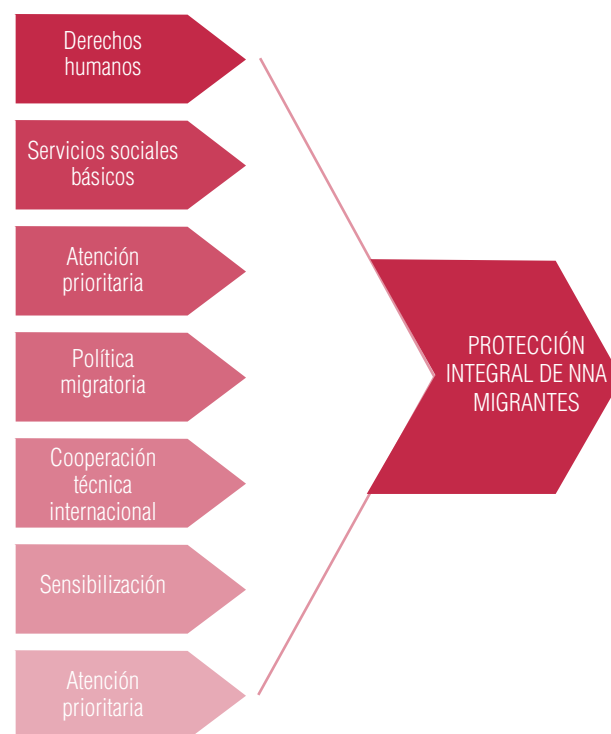 Derechos
humanos
Servicios sociales
básicos
Atención
prioritaria
Política
migratoria
Cooperación
técnica
internacional
Sensibilización
Atención
prioritaria
PROTECCIÓN
INTEGRAL DE NNA
MIGRANTES